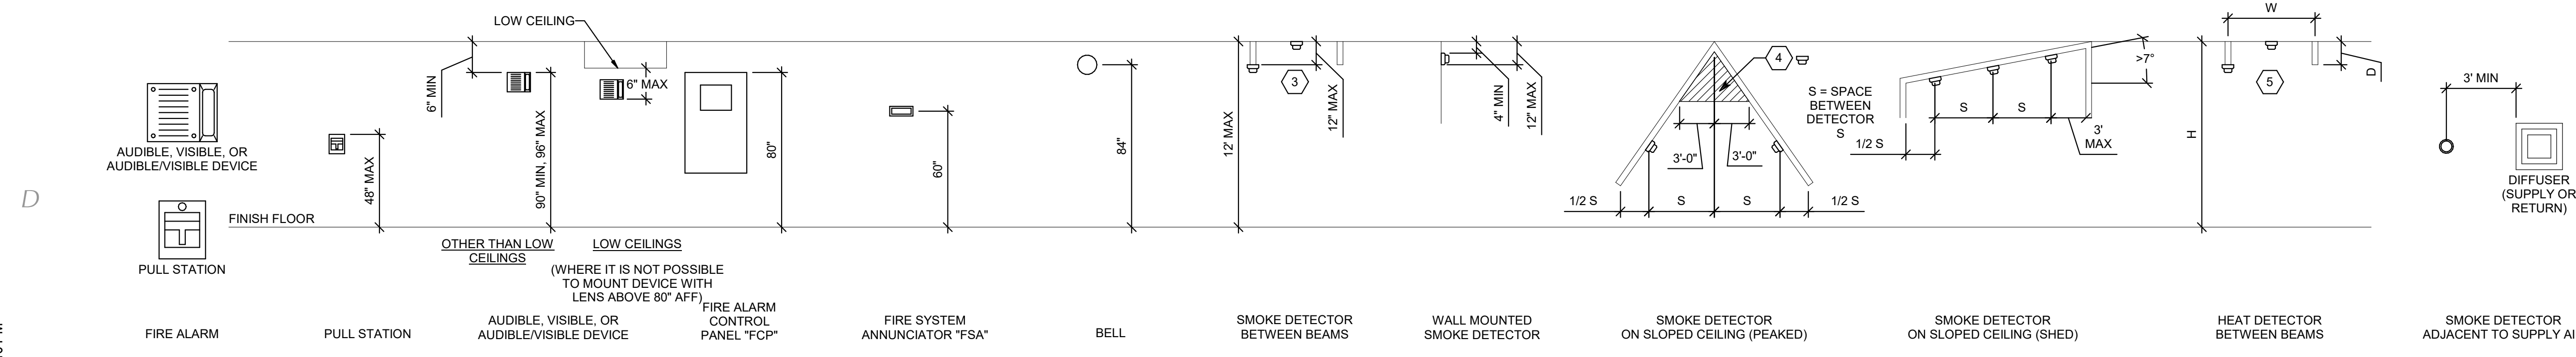 LOW CEILING
6" MIN
6" MAX
90" MIN, 96" MAX
48" MAX
80"
60"
84"
12' MAX
3
12" MAX
4" MIN
12" MAX
4
3'-0"
3'-0"
1/2 S
S
S
1/2 S
S = SPACE
BETWEEN
DETECTOR
S
1/2 S
S
S
3'
MAX
>7°
W
5
D
H
3' MIN
DIFFUSER
(SUPPLY OR
RETURN)
AUDIBLE, VISIBLE, OR
AUDIBLE/VISIBLE DEVICE
D
FINISH FLOOR
PULL STATION
OTHER THAN LOW
CEILINGS
LOW CEILINGS
(WHERE IT IS NOT POSSIBLE
TO MOUNT DEVICE WITH
LENS ABOVE 80" AFF)
FIRE ALARM
PULL STATION
AUDIBLE, VISIBLE, OR
AUDIBLE/VISIBLE DEVICE
FIRE ALARM
CONTROL
PANEL "FCP"
FIRE SYSTEM
ANNUNCIATOR "FSA"
BELL
SMOKE DETECTOR
BETWEEN BEAMS
WALL MOUNTED
SMOKE DETECTOR
SMOKE DETECTOR
ON SLOPED CEILING (PEAKED)
SMOKE DETECTOR
ON SLOPED CEILING (SHED)
HEAT DETECTOR
BETWEEN BEAMS
SMOKE DETECTOR
ADJACENT TO SUPPLY AI